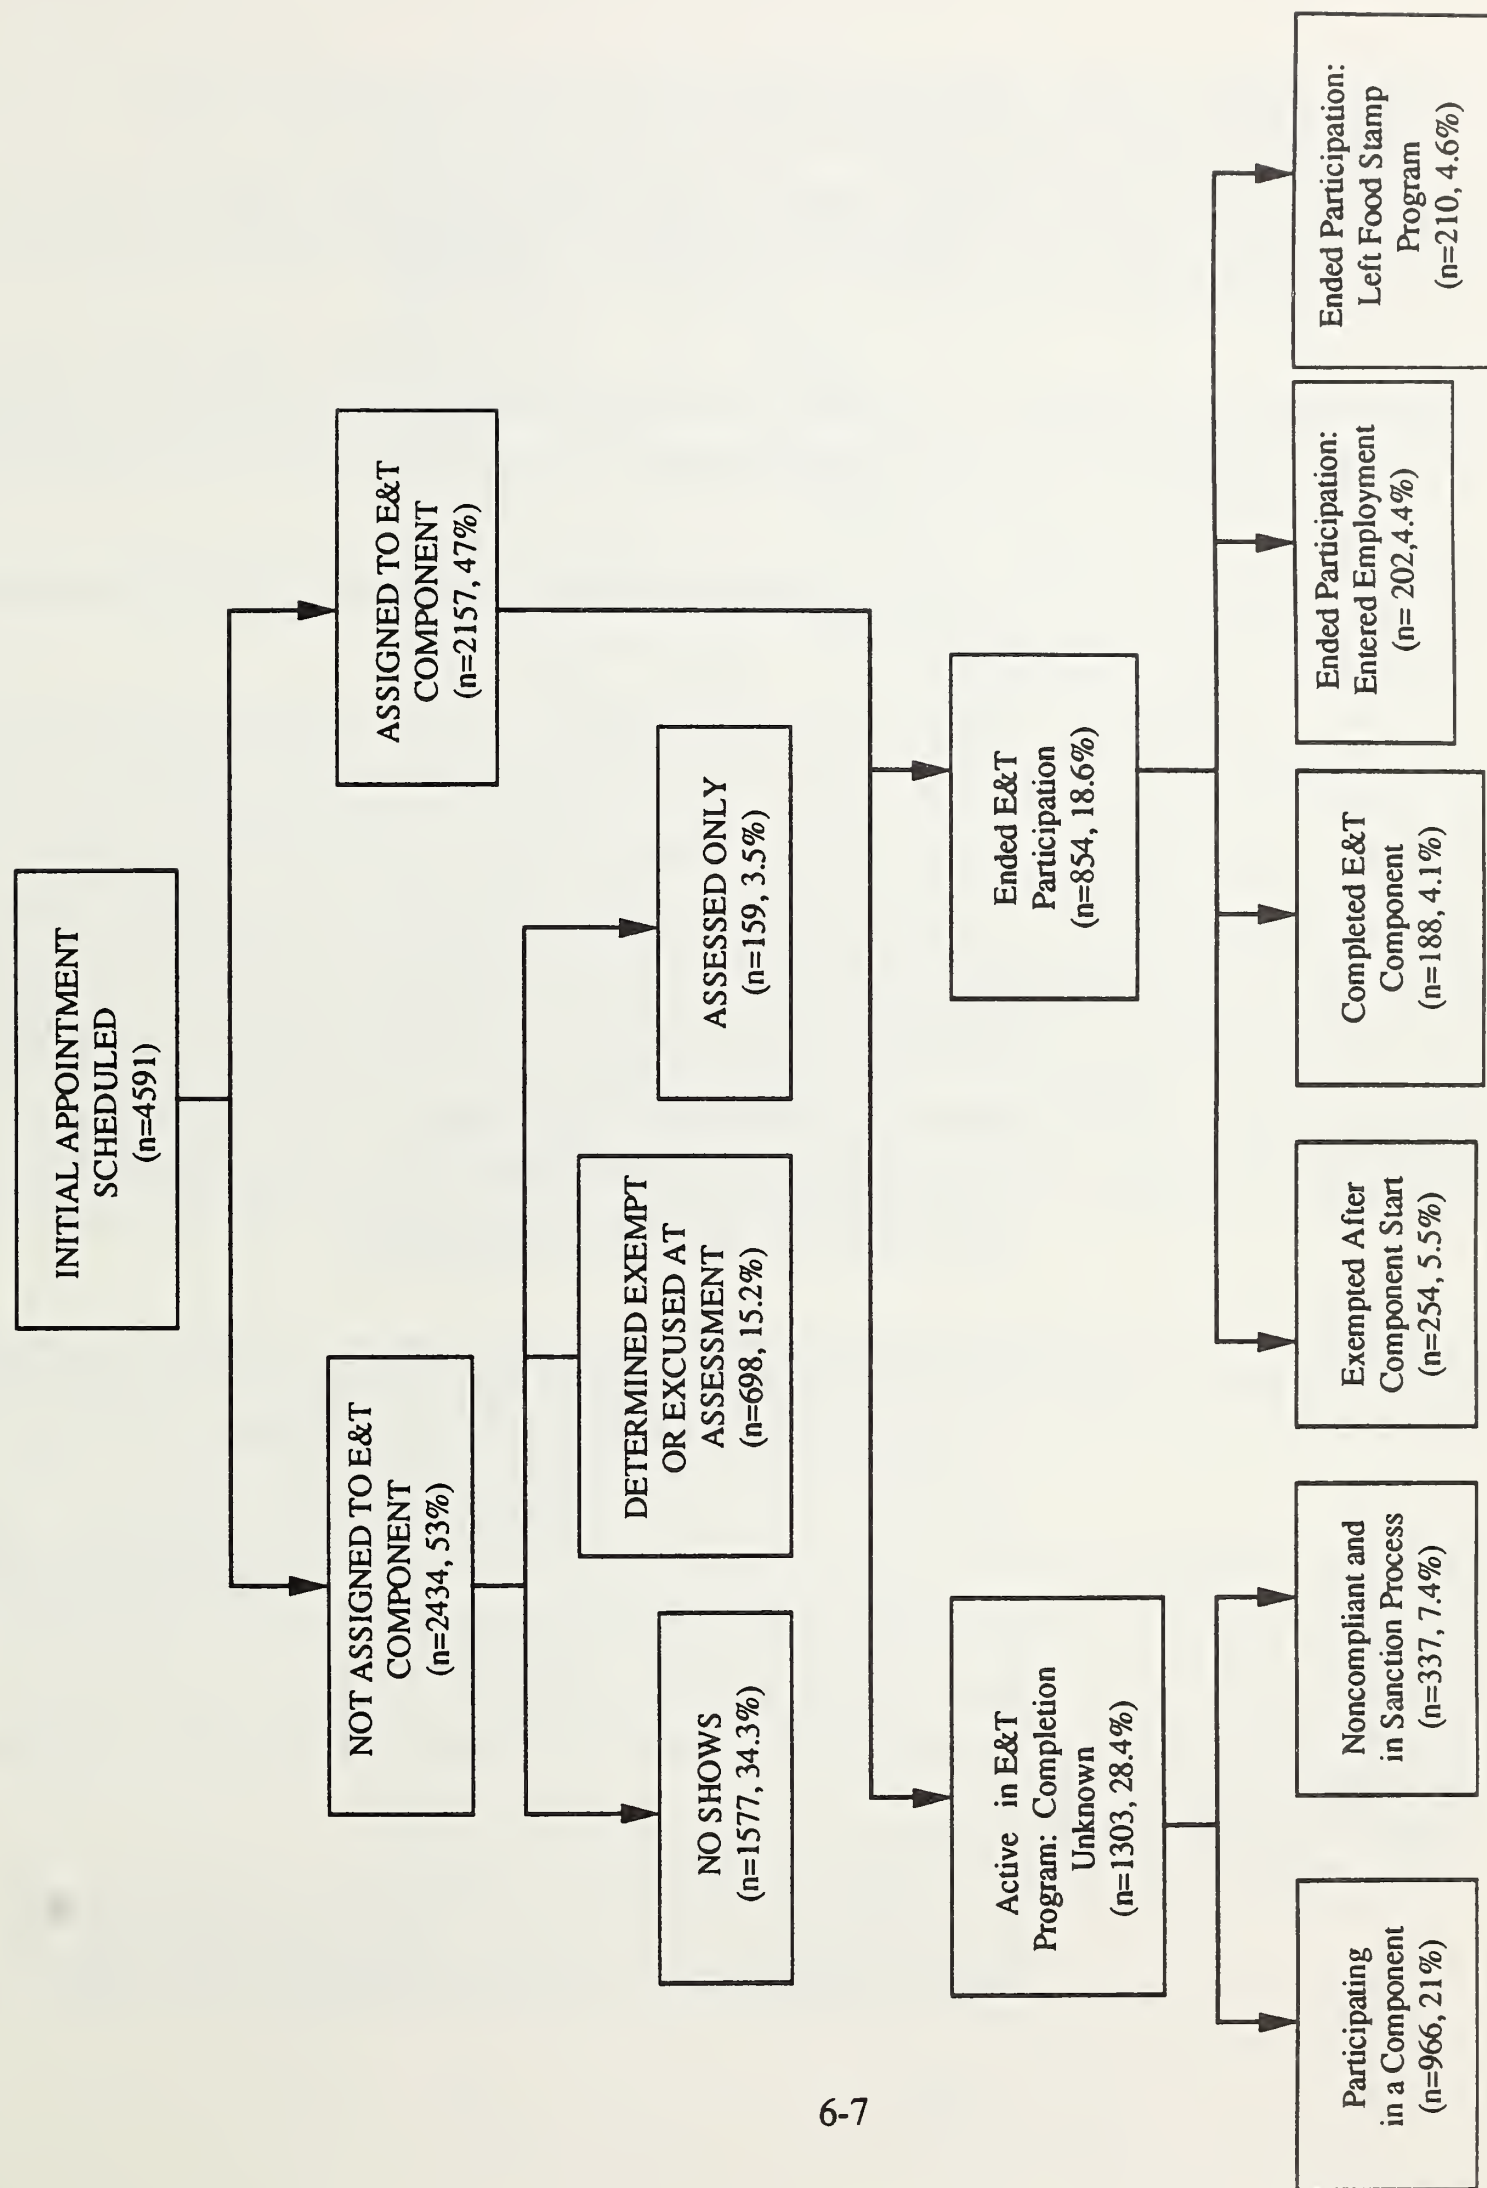 INITIAL APPOINTMENT
SCHEDULED
(n=4591)
NOT ASSIGNED TO E&T
COMPONENT
(n=2434, 53%)
ASSIGNED TO E&T
COMPONENT
(n=2157, 47%)
NO SHOWS
(n=1577, 34.3%)
DETERMINED EXEMPT
OR EXCUSED AT
ASSESSMENT
(n=698, 15.2%)
ASSESSED ONLY
(n=159, 3.5%)
Active in E&T
Program: Completion
Unknown
(n=1303, 28.4%)
Ended E&T
Participation
(n=854, 18.6%)
Participating
in a Component
(n=966, 21%)
Noncompliant and
in Sanction Process
(n=337, 7.4%)
Exempted After
Component Start
(n=254, 5.5%)
Completed E&T
Component
(n=188, 4.1%)
Ended Participation:
Entered Employment
(n= 202,4.4%)
Ended Participation:
Left Food Stamp
Program
(n=210, 4.6%)
6-7